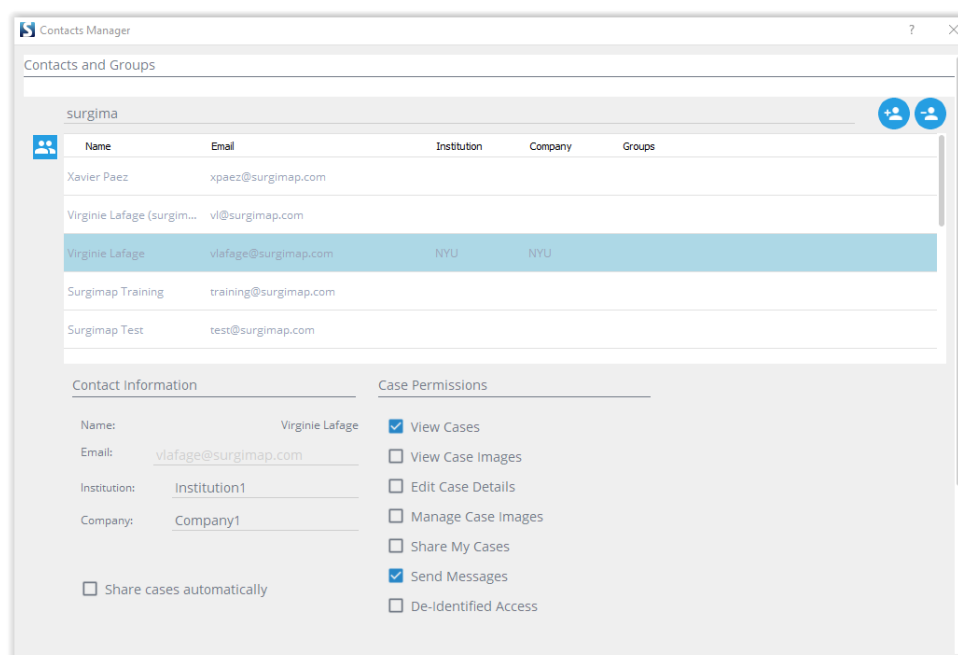 Contacts Manager ? ×
Contacts and Groups
surgima
Name Email Institution Company Groups
Xavier Paez xpaez@surgimap.com
Virginie Lafage (surgim... vl@surgimap.com
Virginie Lafage vlafage@surgimap.com NYU NYU
Surgimap Training training@surgimap.com
Surgimap Test test@surgimap.com
Contact Information Case Permissions
Name: Virginie Lafage View Cases
Email: vlafage@surgimap.com View Case Images
Institution: Institution1 Edit Case Details
Company: Company1 Manage Case Images
Share My Cases
Share cases automatically Send Messages
De-Identified Access